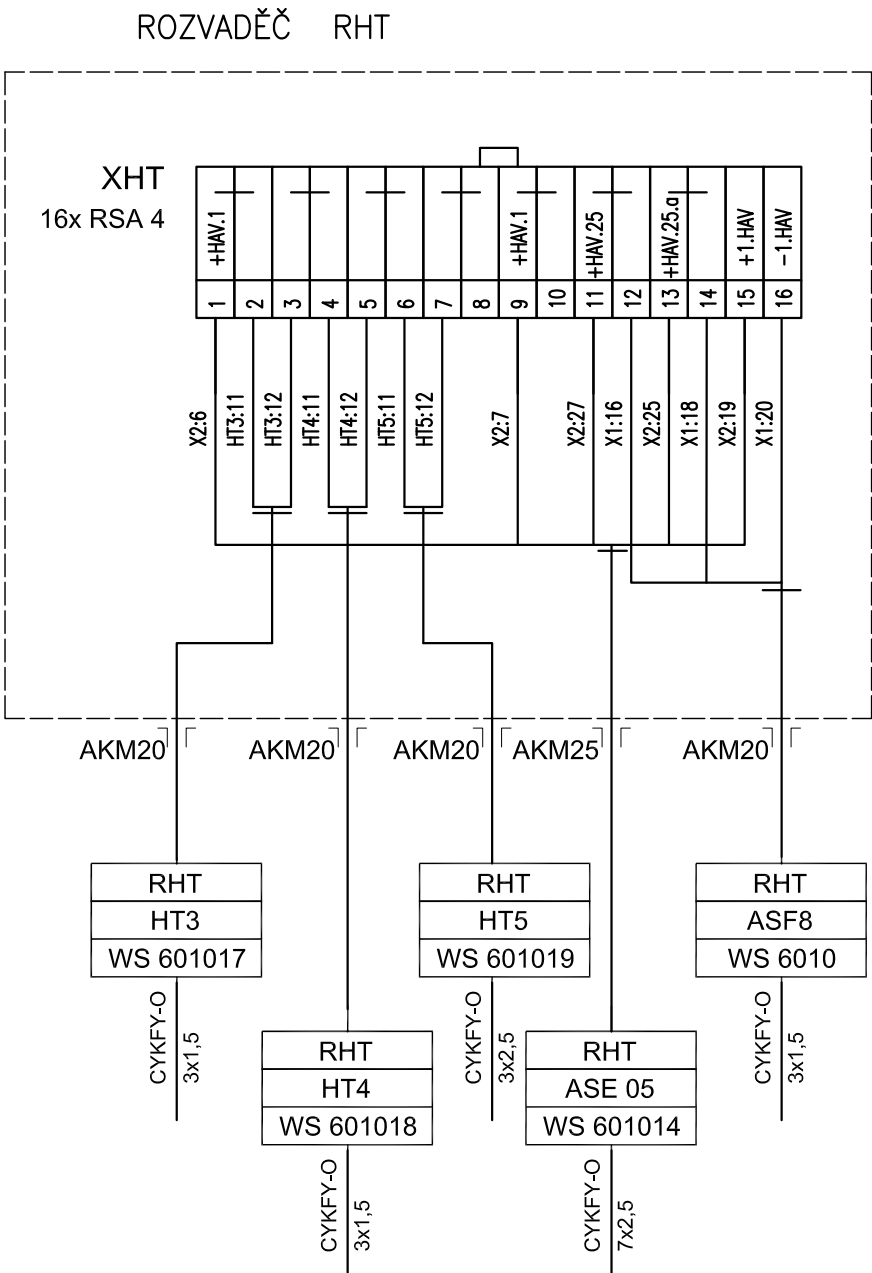 ROZVADĚČ RHT
XHT
16x RSA 4
+HAV.1
+HAV.1
+HAV.25
+HAV.25.a
+1.HAV
-1.HAV
1
2
3
4
5
6
7
8
9
10
11
12
13
14
15
16
X2:6
HT3:11
HT3:12
HT4:11
HT4:12
HT5:11
HT5:12
X2:7
X2:27
X1:16
X2:25
X1:18
X2:19
X1:20
AKM20
AKM20
AKM20
AKM25
AKM20
RHT
HT3
WS 601017
CYKFY-O
3x1,5
RHT
HT4
WS 601018
CYKFY-O
3x1,5
RHT
HT5
WS 601019
CYKFY-O
3x2,5
RHT
ASE 05
WS 601014
CYKFY-O
7x2,5
RHT
ASF8
WS 6010
CYKFY-O
3x1,5